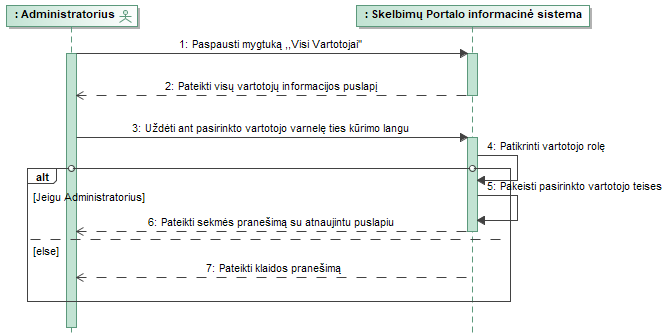 : Administratorius
: Skelbimų Portalo informacinė sistema
1: Paspausti mygtuką ,,Visi Vartotojai"
2: Pateikti visų vartotojų informacijos puslapį
3: Uždėti ant pasirinkto vartotojo varnelę ties kūrimo langu
4: Patikrinti vartotojo rolę
alt
5: Pakeisti pasirinkto vartotojo teises
[Jeigu Administratorius]
6: Pateikti sekmės pranešimą su atnaujintu puslapiu
[else]
7: Pateikti klaidos pranešimą